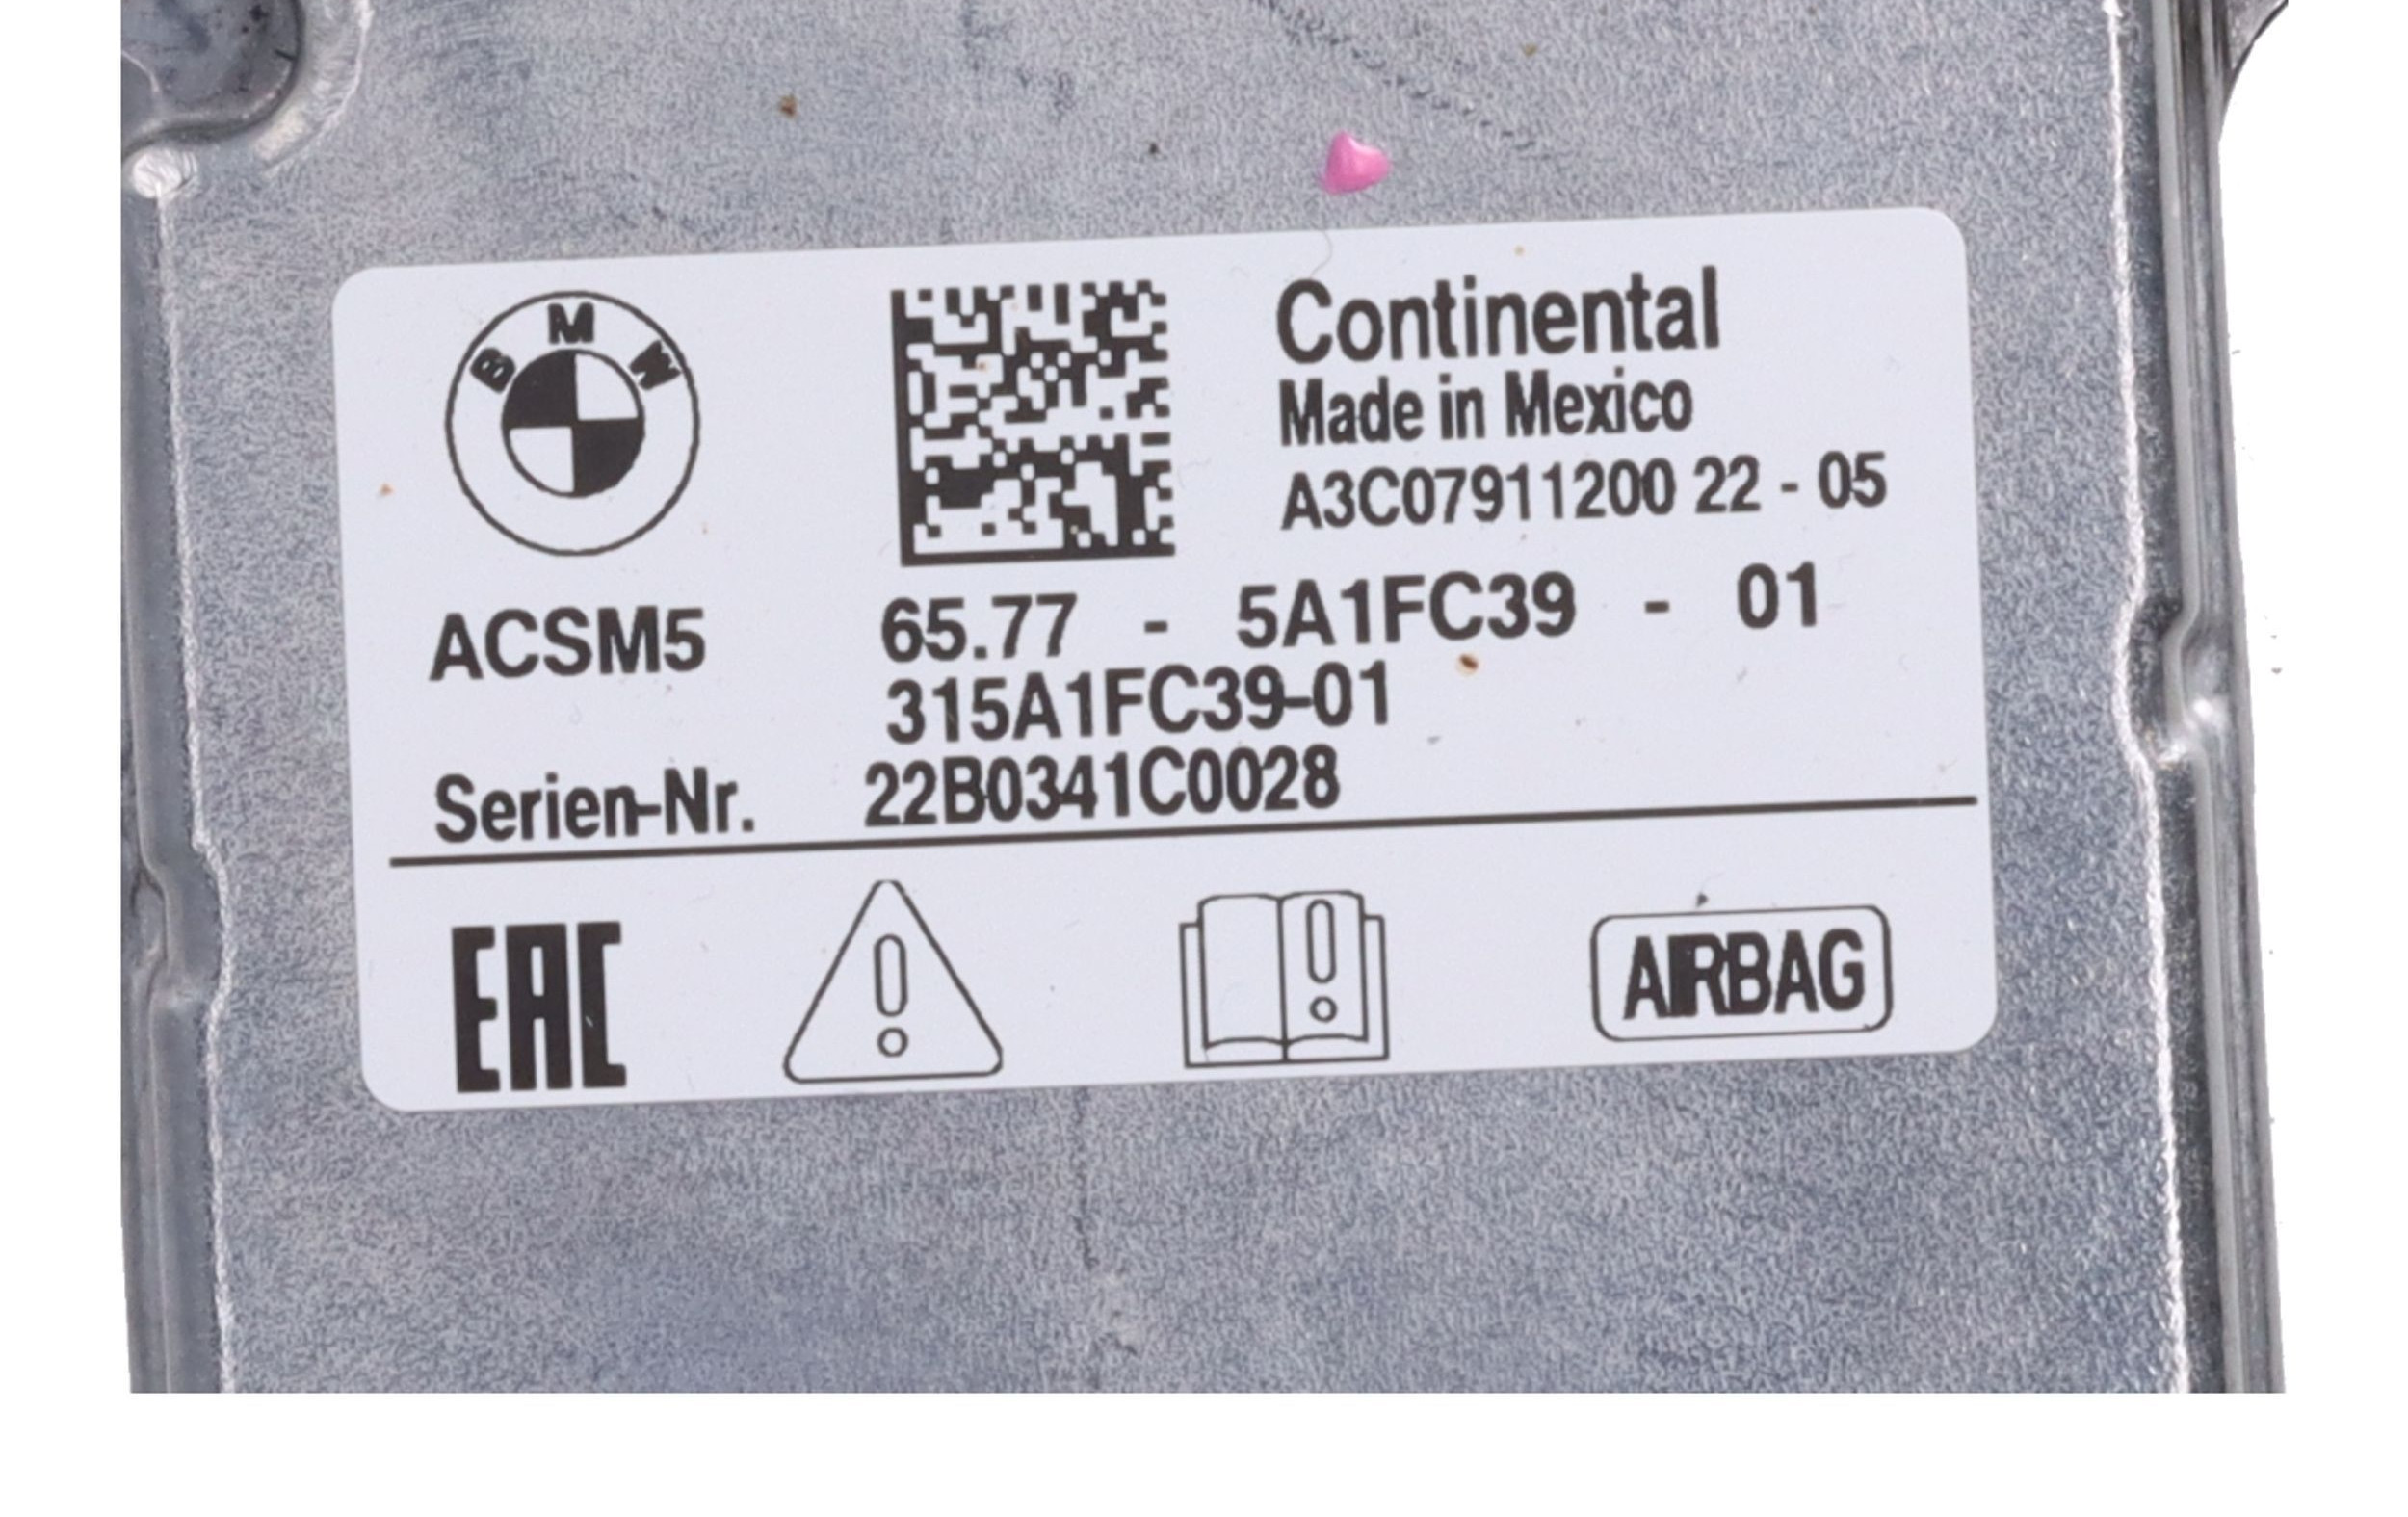 BMW
Continental
Made in Mexico
A3C07911200 22 - 05
ACSM5 65.77 - 5A1FC39 - 01
315A1FC39-01
Serien-Nr. 22B0341C0028
EAC
AIRBAG